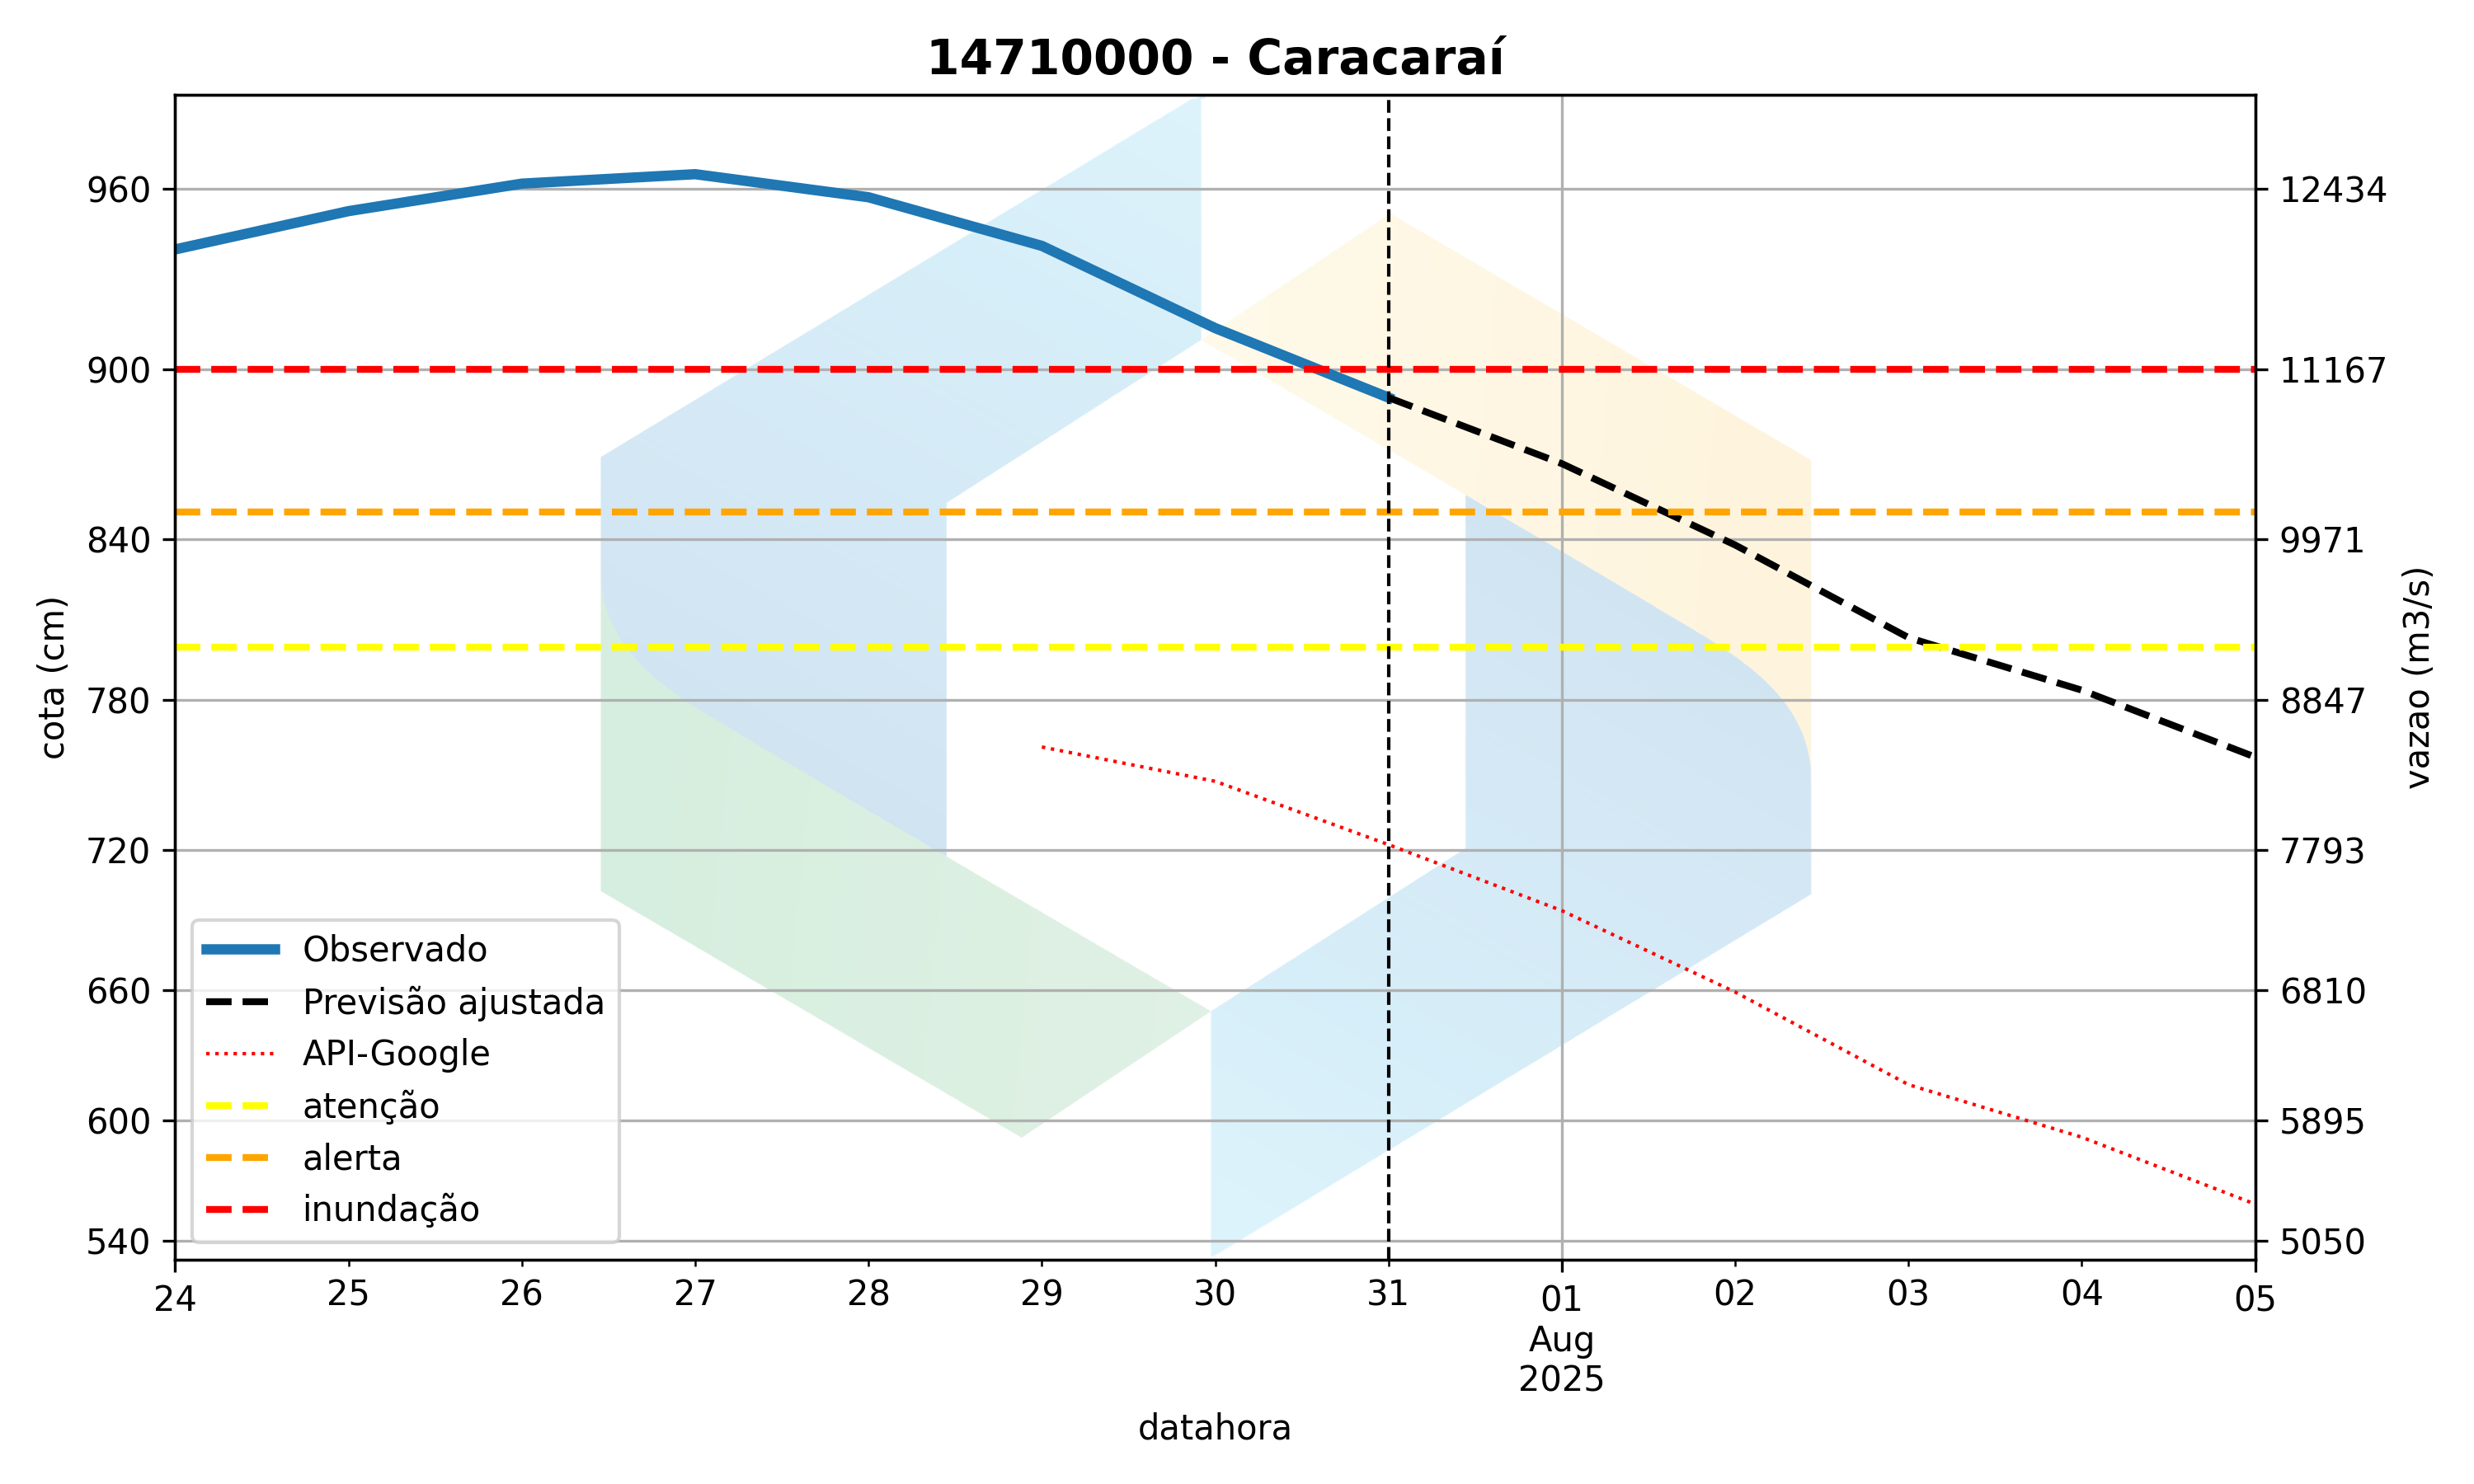 14710000 - Caracaraí
960
900
840
780
720
660
600
540
cota (cm)
12434
11167
9971
8847
7793
6810
5895
5050
vazao (m3/s)
Observado
Previsão ajustada
API-Google
atenção
alerta
inundação
24 25 26 27 28 29 30 31 01 02 03 04 05
Aug
2025
datahora